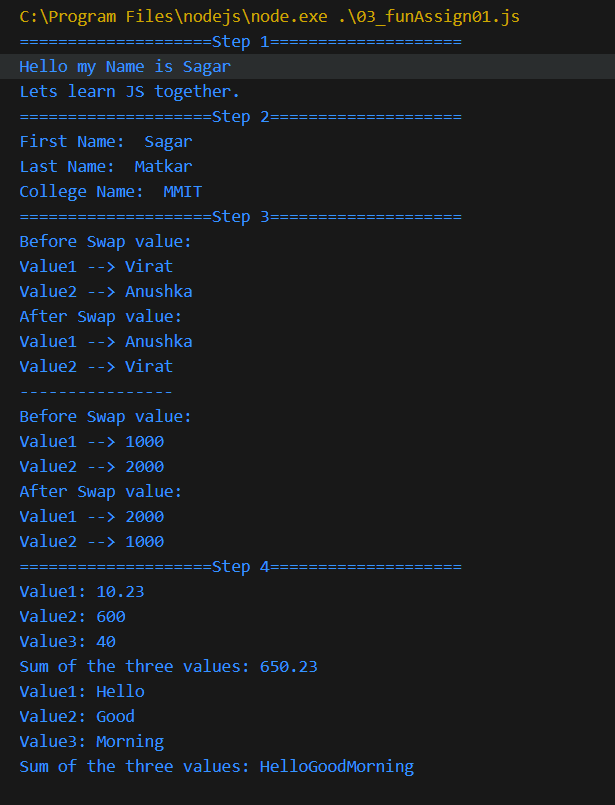 C:\Program Files\nodejs\node.exe .\03_funAssign01.js
====================Step 1====================
Hello my Name is Sagar
Lets learn JS together.
====================Step 2====================
First Name:  Sagar
Last Name:  Matkar
College Name:  MMIT
====================Step 3====================
Before Swap value:
Value1 --> Virat
Value2 --> Anushka
After Swap value:
Value1 --> Anushka
Value2 --> Virat
----------------
Before Swap value:
Value1 --> 1000
Value2 --> 2000
After Swap value:
Value1 --> 2000
Value2 --> 1000
====================Step 4====================
Value1: 10.23
Value2: 600
Value3: 40
Sum of the three values: 650.23
Value1: Hello
Value2: Good
Value3: Morning
Sum of the three values: HelloGoodMorning